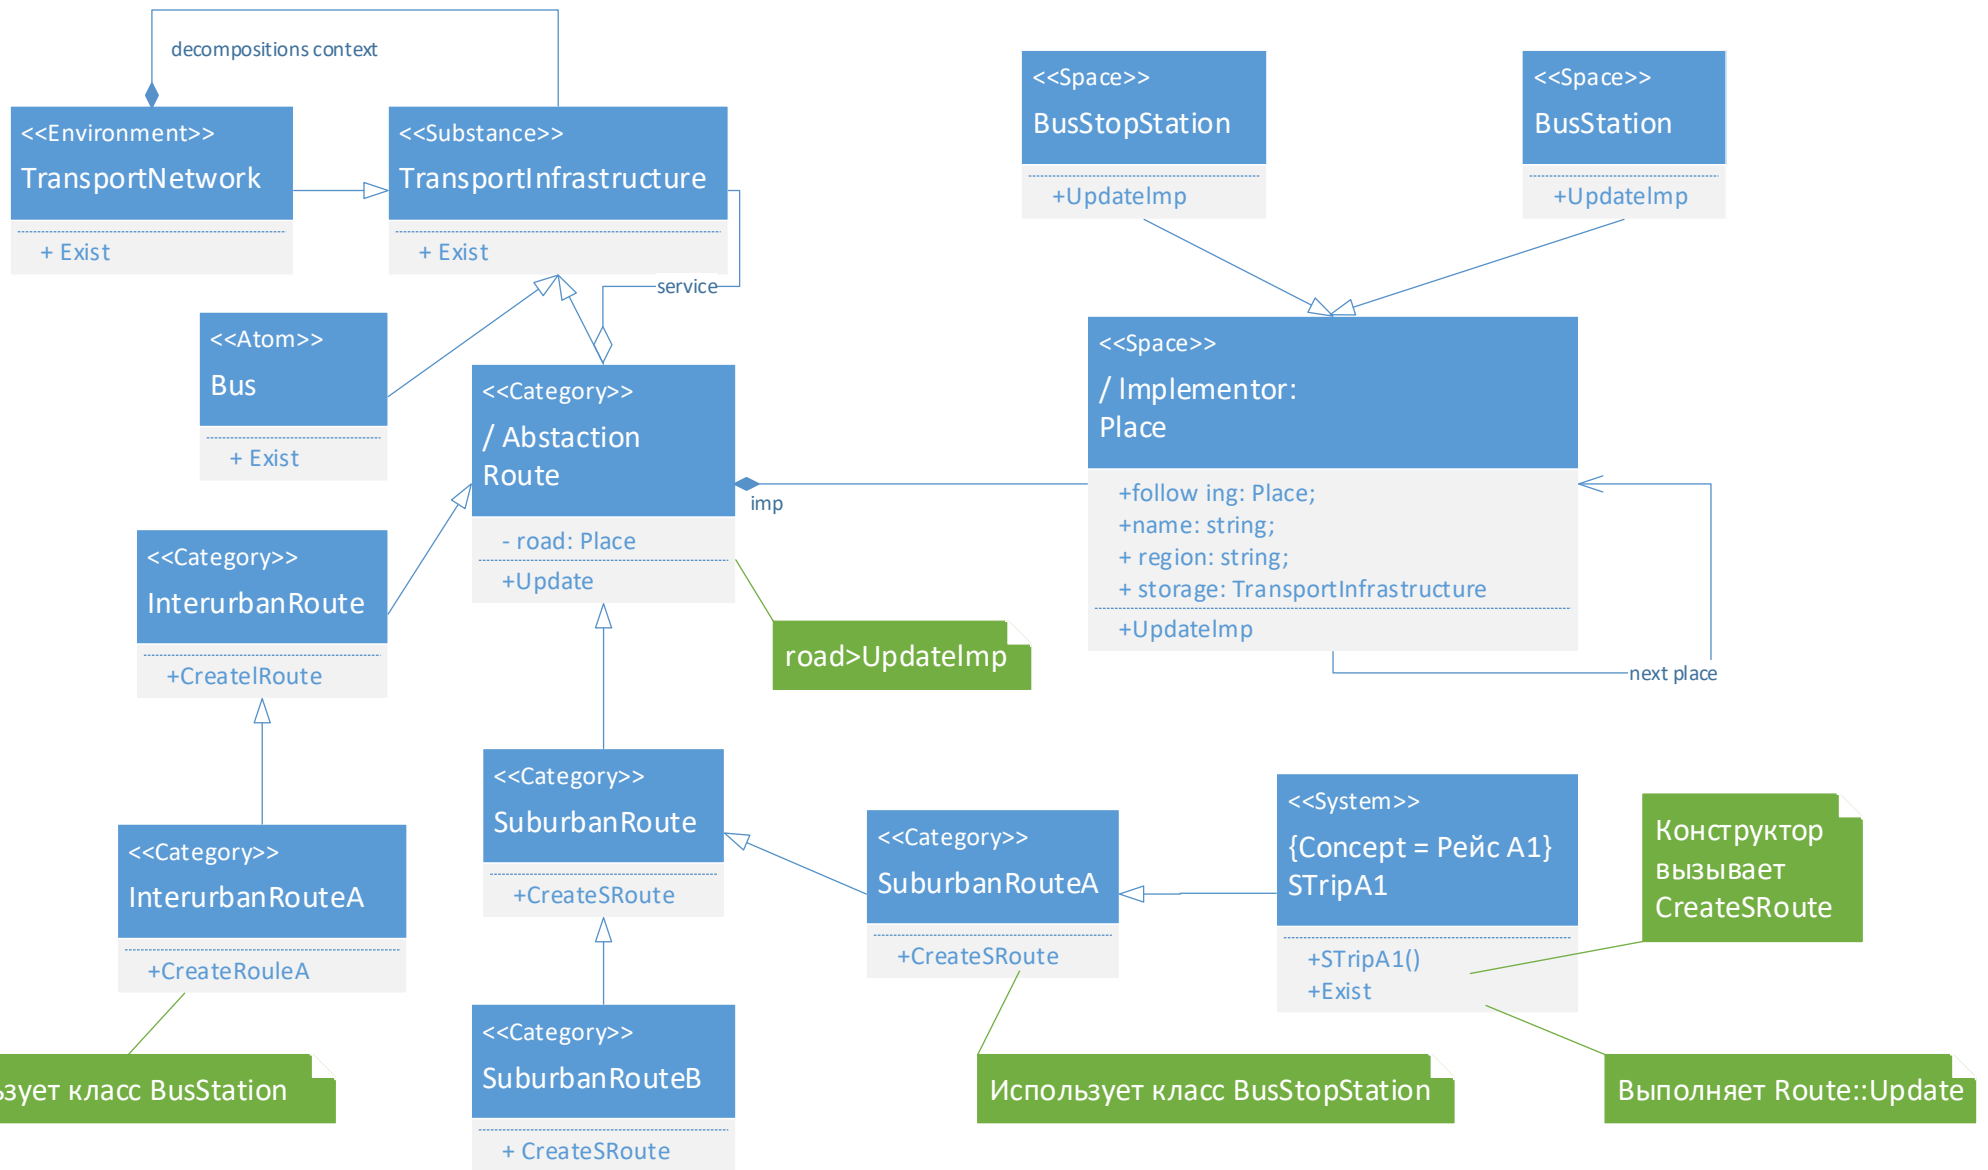 decompositions context
<<Environment>>
TransportNetwork
+ Exist
<<Substance>>
TransportInfrastructure
+ Exist
service
<<Space>>
BusStopStation
+UpdateImp
<<Space>>
BusStation
+UpdateImp
<<Atom>>
Bus
+ Exist
<<Category>>
/ Abstaction
Route
- road: Place
+Update
imp
<<Space>>
/ Implementor:
Place
+follow ing: Place;
+name: string;
+ region: string;
+ storage: TransportInfrastructure
+UpdateImp
next place
road>UpdateImp
<<Category>>
InterurbanRoute
+CreateIRoute
<<Category>>
InterurbanRouteA
+CreateRouleA
<<Category>>
SuburbanRoute
+CreateSRoute
<<Category>>
SuburbanRouteA
+CreateSRoute
<<System>>
{Concept = Рейс A1}
STripA1
+STripA1()
+Exist
Конструктор
вызывает
CreateSRoute
<<Category>>
SuburbanRouteB
+ CreateSRoute
класс BusStation
Использует класс BusStopStation
Выполняет Route::Update